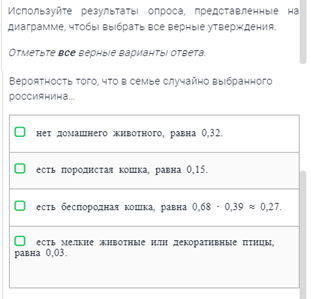 Используйте результаты опроса, представленные на
диаграмме, чтобы выбрать все верные утверждения.
Отметьте все верные варианты ответа.
Вероятность того, что в семье случайно выбранного
россиянина...
нет домашнего животного, равна 0,32.
есть породистая кошка, равна 0,15.
есть беспородная кошка, равна 0,68 · 0,39 ≈ 0,27.
есть мелкие животные или декоративные птицы,
равна 0,03.